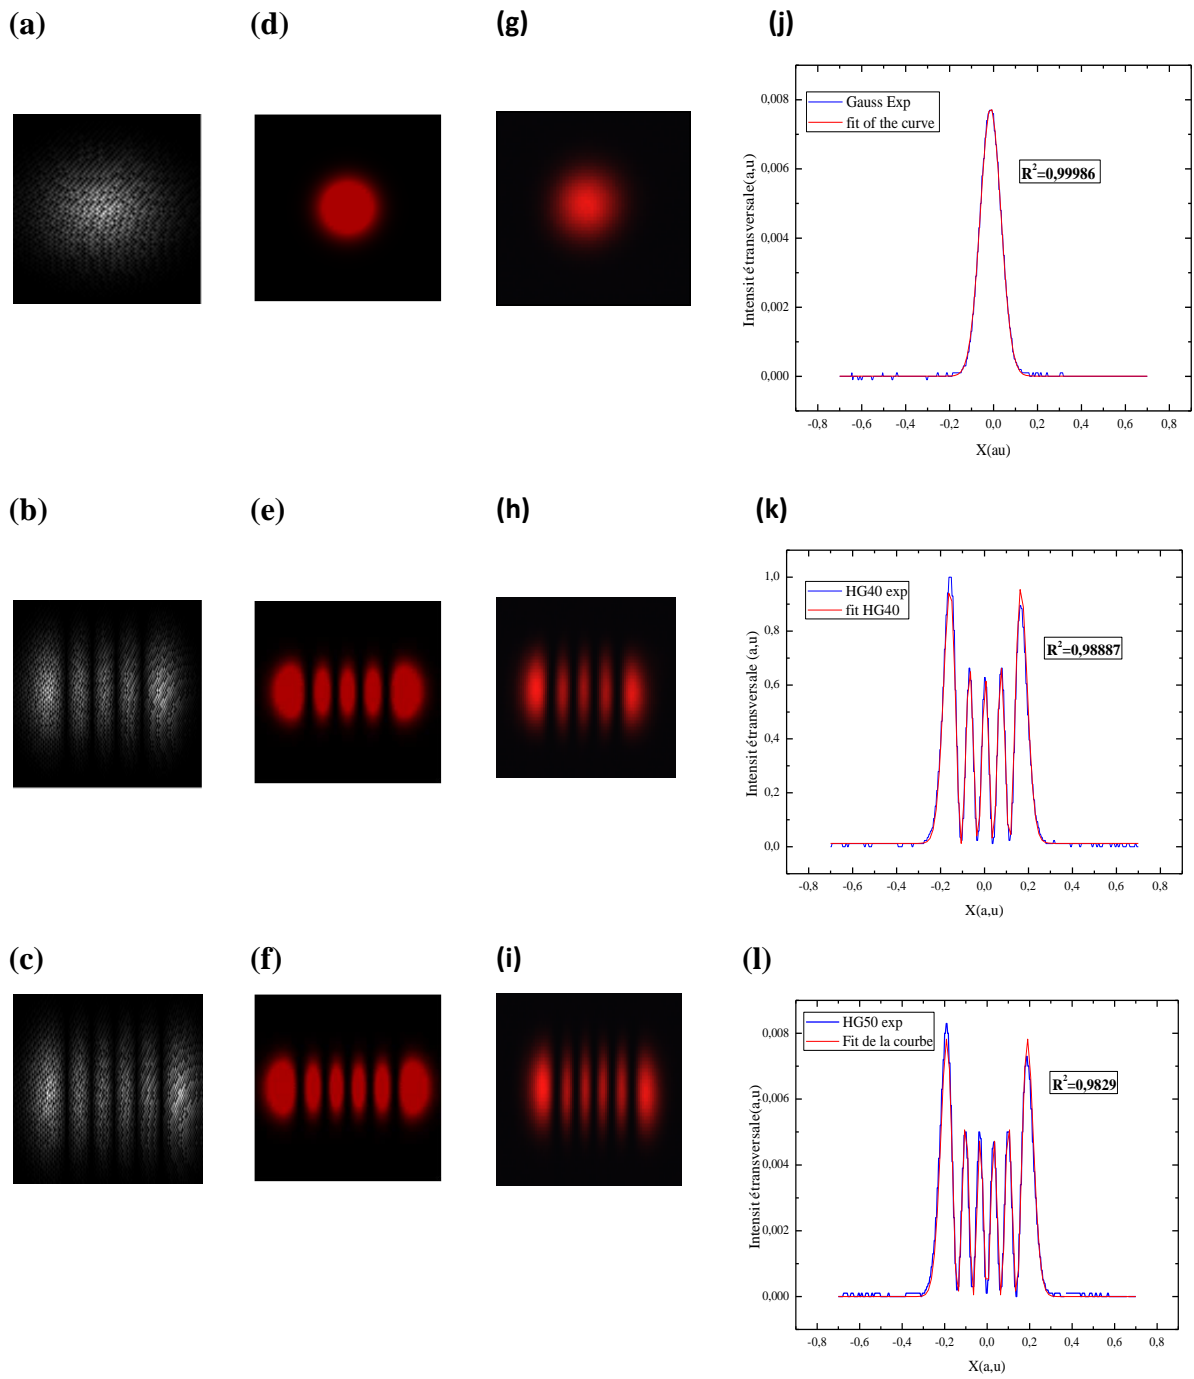 (a)
(d)
(g)
(j)
0,008
0,006
0,004
0,002
0,000
Intensit é transversale(a,u)
Gauss Exp
fit of the curve
R²=0,99986
-0,8 -0,6 -0,4 -0,2 0,0 0,2 0,4 0,6 0,8
X(au)
(b)
(e)
(h)
(k)
1,0
0,8
0,6
0,4
0,2
0,0
Intensit é transversale (a,u)
HG40 exp
fit HG40
R²=0,98887
-0,8 -0,6 -0,4 -0,2 0,0 0,2 0,4 0,6 0,8
X(a,u)
(c)
(f)
(i)
(l)
0,008
0,006
0,004
0,002
0,000
Intensit é transversale(a,u)
HG50 exp
Fit de la courbe
R²=0,9829
-0,8 -0,6 -0,4 -0,2 0,0 0,2 0,4 0,6 0,8
X(a,u)